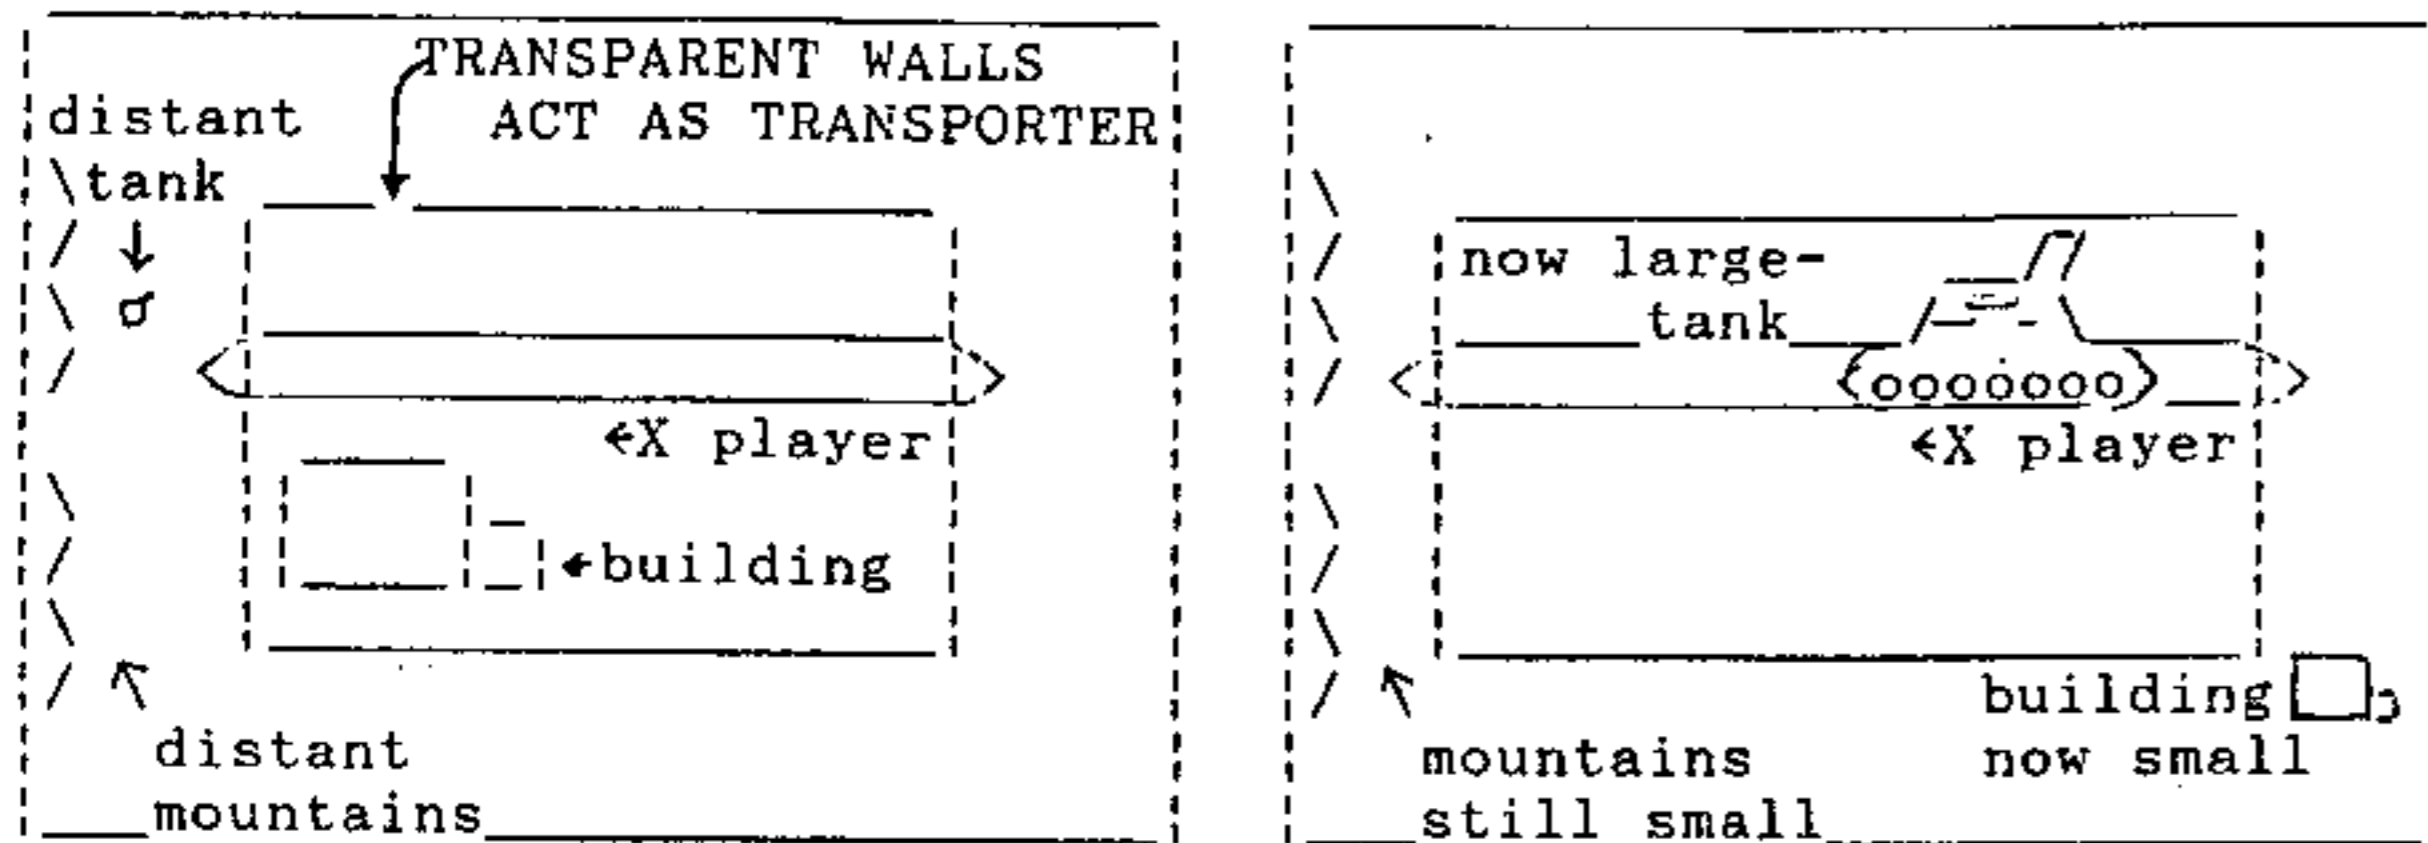 TRANSPARENT WALLS
ACT AS TRANSPORTER
distant
tank
←X player
←building
distant
mountains
now large-
tank
←X player
building
now small
mountains
still small